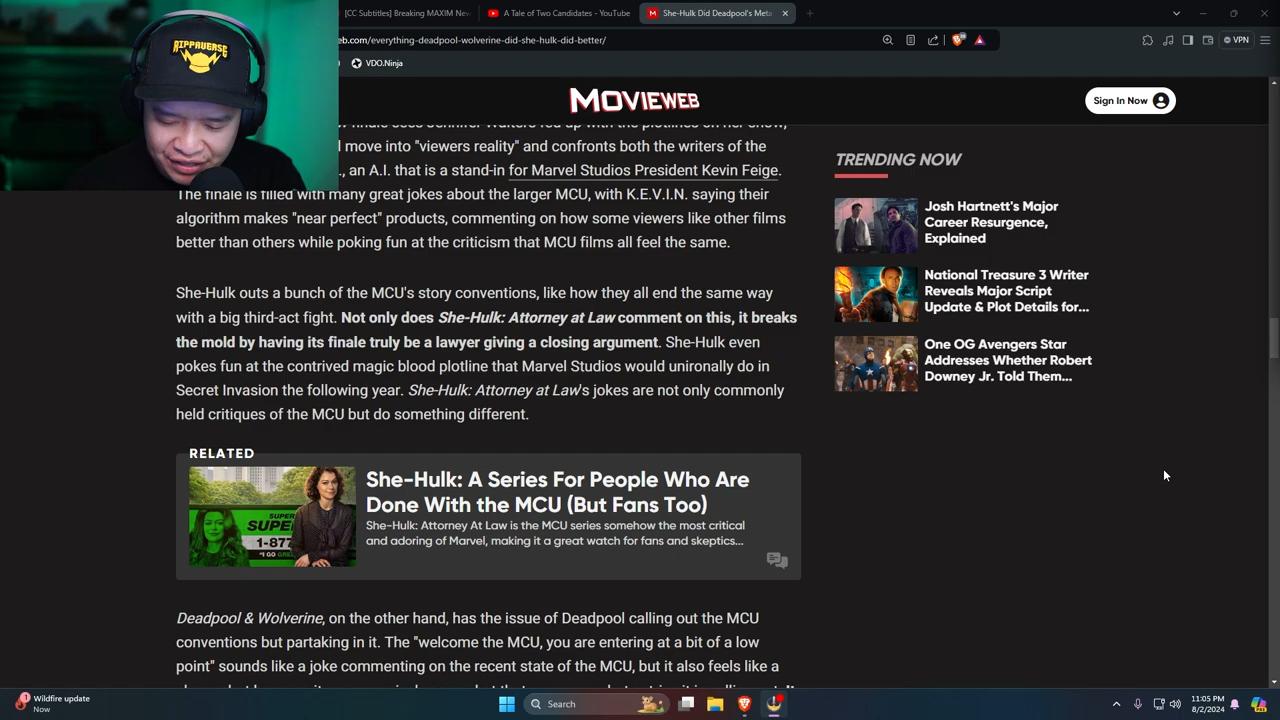 [CC Subtitles] Breaking MAXIM New
A Tale of Two Candidates - YouTube
She-Hulk Did Deadpool's Meta
eb.com/everything-deadpool-wolverine-did-she-hulk-did-better/
VPN
VDO.Ninja
RIPPAVERSE
MOVIEWEB
Sign In Now
finale sees Jennifer Walters fed up with the plotlines on her show,
move into "viewers reality" and confronts both the writers of the
, an A.I. that is a stand-in for Marvel Studios President Kevin Feige.
The finale is filled with many great jokes about the larger MCU, with K.E.V.I.N. saying their
algorithm makes "near perfect" products, commenting on how some viewers like other films
better than others while poking fun at the criticism that MCU films all feel the same.
She-Hulk outs a bunch of the MCU's story conventions, like how they all end the same way
with a big third-act fight. Not only does She-Hulk: Attorney at Law comment on this, it breaks
the mold by having its finale truly be a lawyer giving a closing argument. She-Hulk even
pokes fun at the contrived magic blood plotline that Marvel Studios would unironally do in
Secret Invasion the following year. She-Hulk: Attorney at Law's jokes are not only commonly
held critiques of the MCU but do something different.
RELATED
She-Hulk: A Series For People Who Are
Done With the MCU (But Fans Too)
She-Hulk: Attorney At Law is the MCU series somehow the most critical
and adoring of Marvel, making it a great watch for fans and skeptics...
SUPER
SUPE
1-877
Deadpool & Wolverine, on the other hand, has the issue of Deadpool calling out the MCU
conventions but partaking in it. The "welcome the MCU, you are entering at a bit of a low
point" sounds like a joke commenting on the recent state of the MCU, but it also feels like a
TRENDING NOW
Josh Hartnett's Major
Career Resurgence,
Explained
National Treasure 3 Writer
Reveals Major Script
Update & Plot Details for...
One OG Avengers Star
Addresses Whether Robert
Downey Jr. Told Them...
1
Wildfire update
Now
Search
11:05 PM
8/2/2024